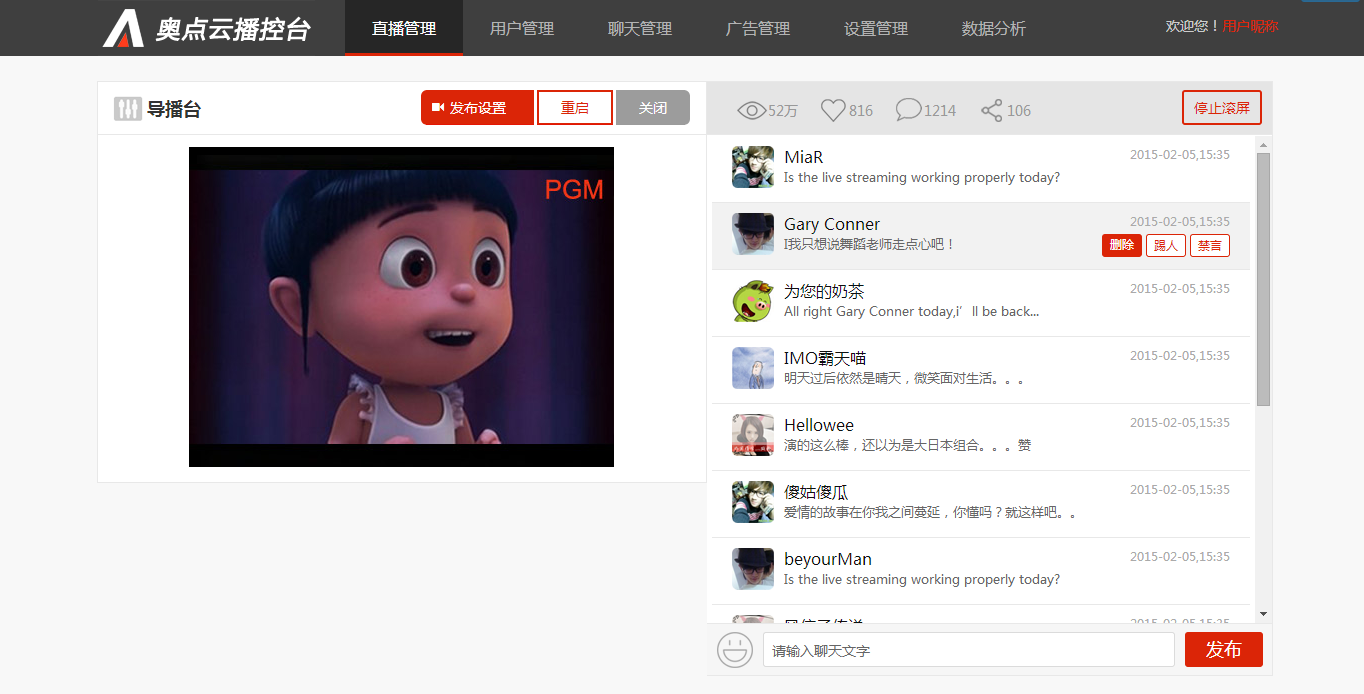 奥点云播控台
直播管理 用户管理 聊天管理 广告管理 设置管理 数据分析
欢迎您！用户昵称
导播台
发布设置 重启 关闭
PGM
52万 816 1214 106
停止滚屏
MiaR 2015-02-05,15:35
Is the live streaming working properly today?
Gary Conner 2015-02-05,15:35
I我只想说舞蹈老师走点心吧！
删除 踢人 禁言
为您的奶茶 2015-02-05,15:35
All right Gary Conner today,i’ll be back...
IMO霸天喵 2015-02-05,15:35
明天过后依然是晴天，微笑面对生活。。。
Hellowee 2015-02-05,15:35
演的这么棒，还以为是大日本组合。。。赞
傻姑傻瓜 2015-02-05,15:35
爱情的故事在你我之间蔓延，你懂吗？就这样吧。。
beyourMan 2015-02-05,15:35
Is the live streaming working properly today?
2015-02-05,15:35
请输入聊天文字
发布